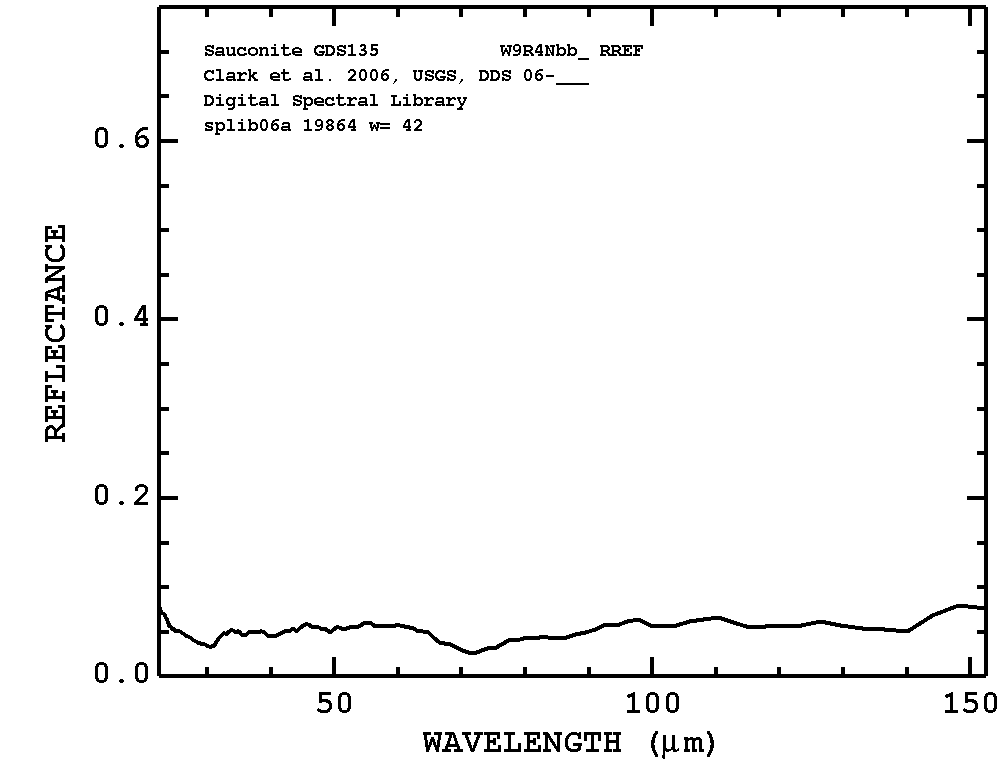 Sauconite GDS135 W9R4Nbb_ RREF
Clark et al. 2006, USGS, DDS 06-___
Digital Spectral Library
splib06a 19864 w= 42
0.6
0.4
0.2
0.0
REFLECTANCE
50 100 150
WAVELENGTH (μm)